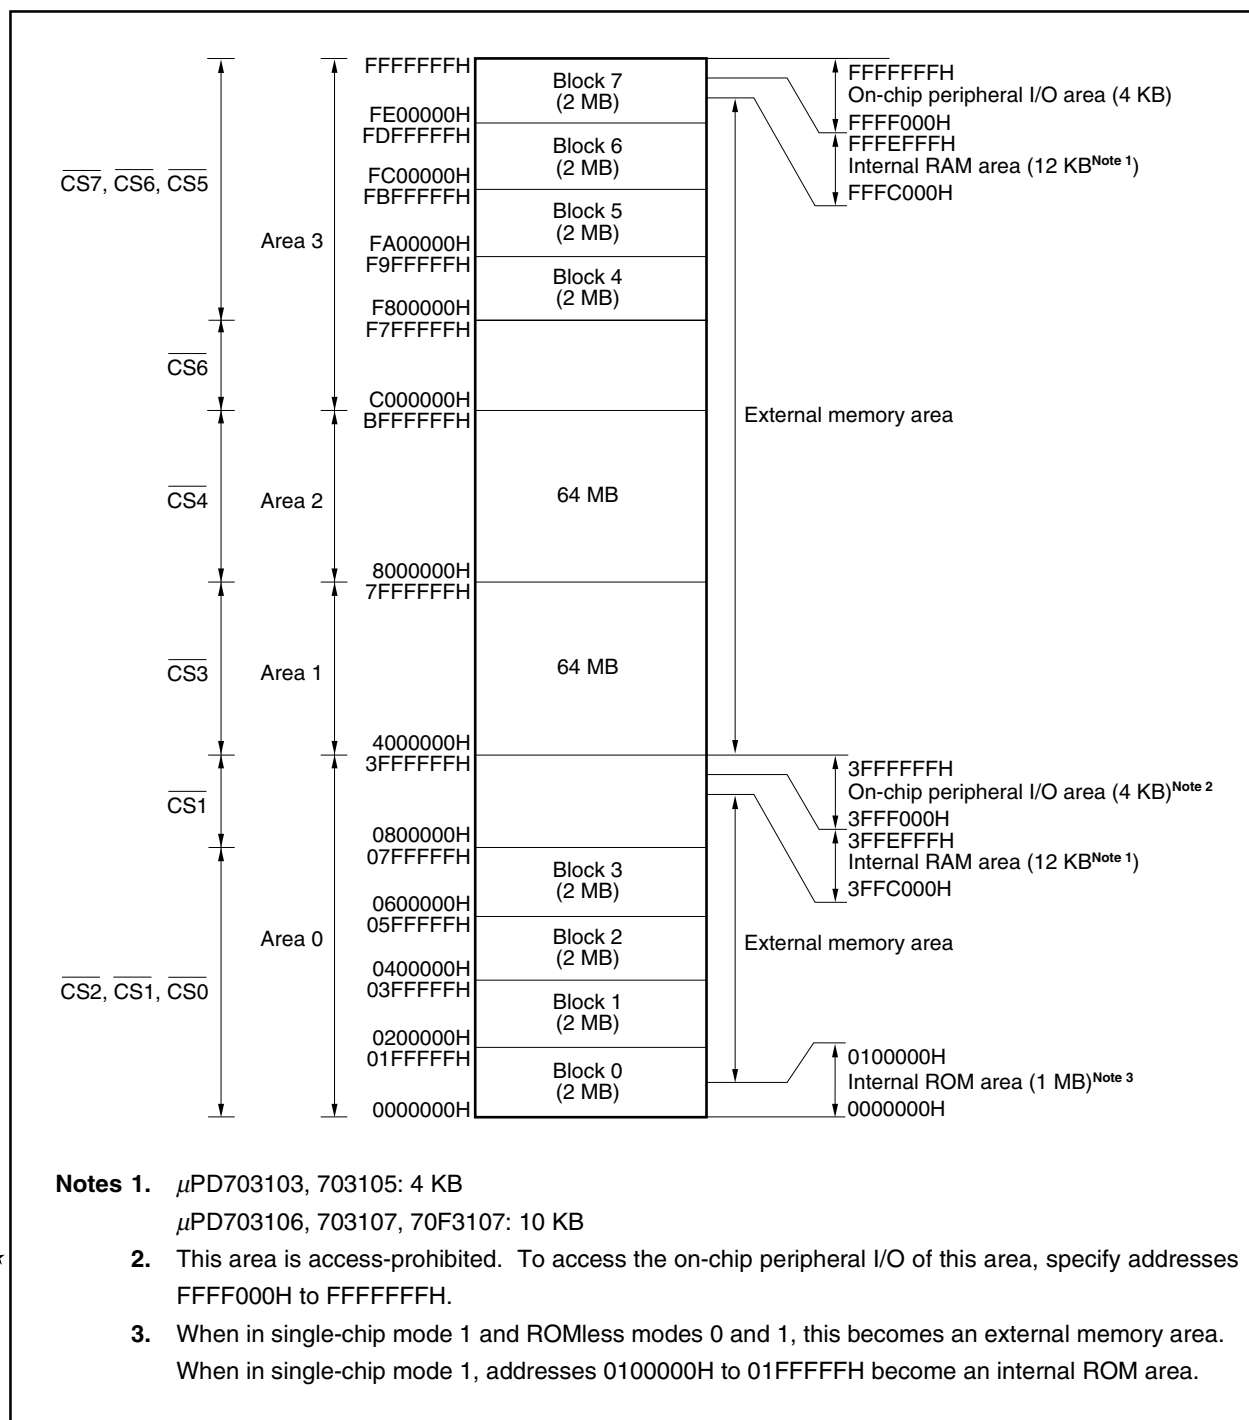 FFFFFFFH
Block 7
(2 MB)
FE00000H
FDFFFFFH
Block 6
(2 MB)
FC00000H
FBFFFFFH
Block 5
(2 MB)
FA00000H
F9FFFFFH
Block 4
(2 MB)
F800000H
F7FFFFFH
C000000H
BFFFFFFH
64 MB
8000000H
7FFFFFFH
64 MB
4000000H
3FFFFFFH
0800000H
07FFFFFH
Block 3
(2 MB)
0600000H
05FFFFFH
Block 2
(2 MB)
0400000H
03FFFFFH
Block 1
(2 MB)
0200000H
01FFFFFH
Block 0
(2 MB)
0000000H
CS7, CS6, CS5
CS6
CS4
CS3
CS1
CS2, CS1, CS0
Area 3
Area 2
Area 1
Area 0
FFFFFFFH
On-chip peripheral I/O area (4 KB)
FFFF000H
FFFEFFFH
Internal RAM area (12 KB Note 1)
FFFC000H
External memory area
3FFFFFFH
On-chip peripheral I/O area (4 KB) Note 2
3FFF000H
3FFEFFFH
Internal RAM area (12 KB Note 1)
3FFC000H
External memory area
0100000H
Internal ROM area (1 MB) Note 3
0000000H
Notes 1. μPD703103, 703105: 4 KB
μPD703106, 703107, 70F3107: 10 KB
2. This area is access-prohibited. To access the on-chip peripheral I/O of this area, specify addresses
FFFF000H to FFFFFFFH.
3. When in single-chip mode 1 and ROMless modes 0 and 1, this becomes an external memory area.
When in single-chip mode 1, addresses 0100000H to 01FFFFFH become an internal ROM area.